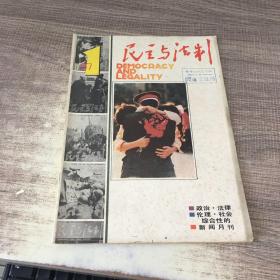 1
87
民主与法制
DEMOCRACY
AND
LEGALITY
政治·法律
伦理·社会
综合性的
新闻月刊